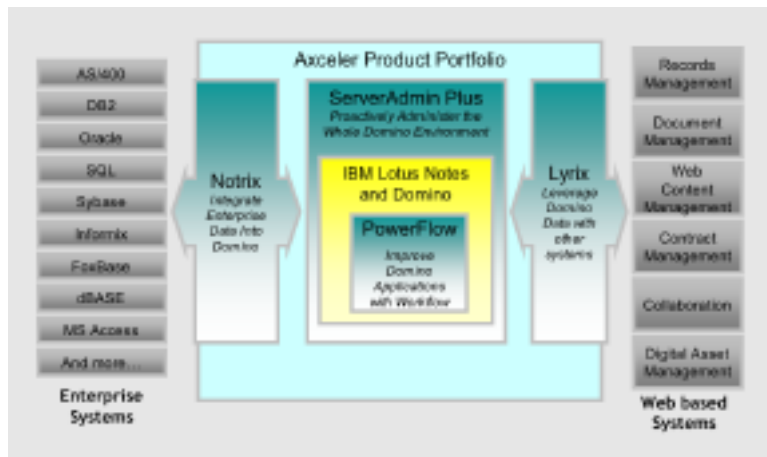 Axceler Product Portfolio
AS/400
DB2
Oracle
SQL
Sybase
Informix
FoxBase
dBASE
MS Access
And more...
Enterprise
Systems
Notrix
Integrate
Enterprise
Data Into
Domino
ServerAdmin Plus
Proactively Administer the
Whole Domino Environment
IBM Lotus Notes
and Domino
PowerFlow
Improve
Domino
Applications
with Workflow
Lyrix
Leverage
Domino
Data with
other
systems
Records
Management
Document
Management
Web
Content
Management
Contract
Management
Collaboration
Digital Asset
Management
Web based
Systems